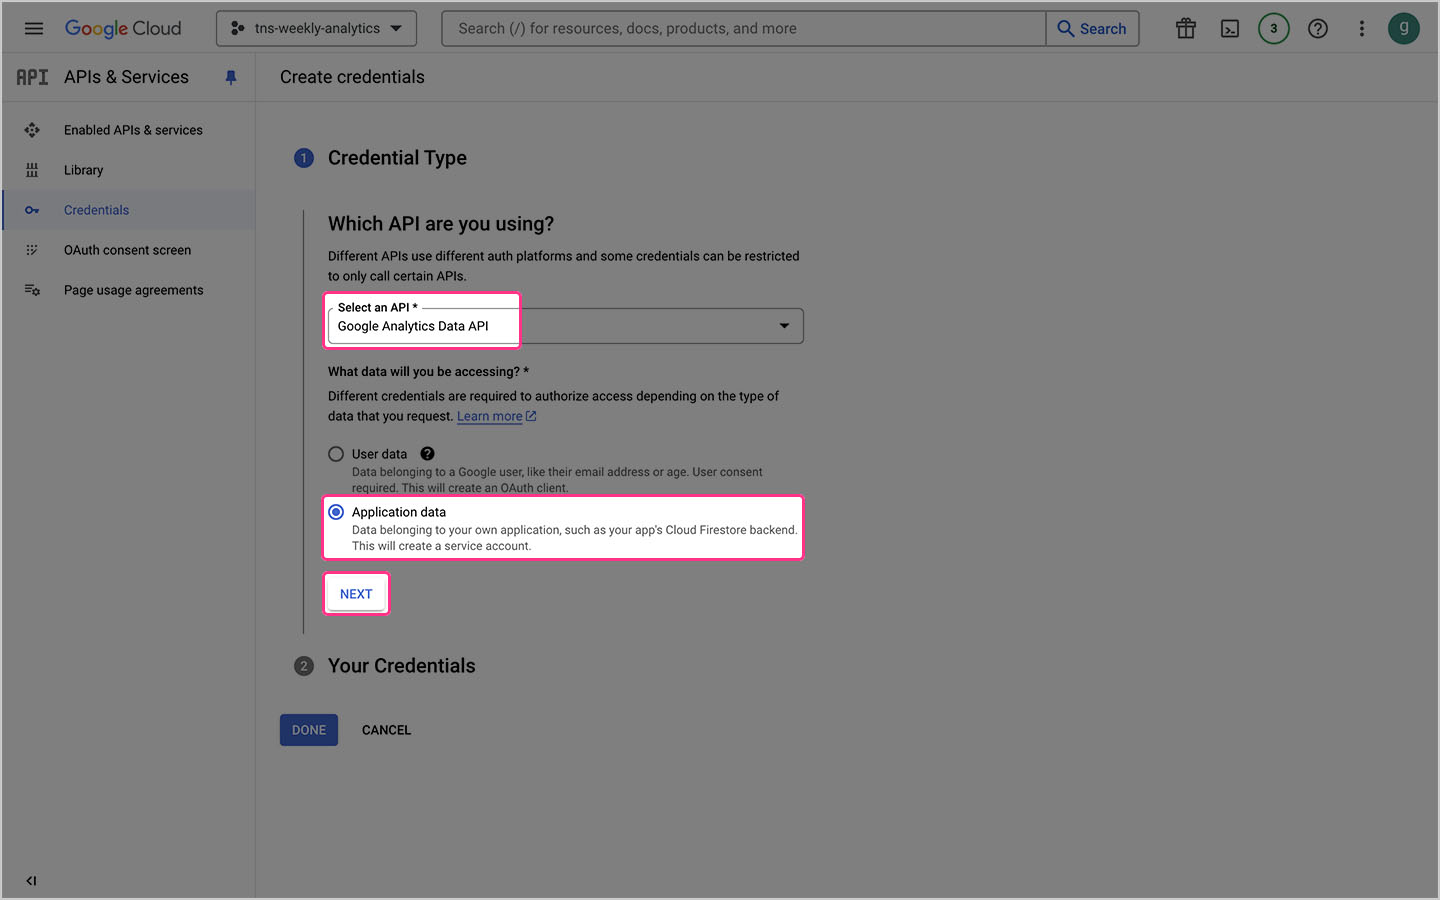 Google Cloud
tns-weekly-analytics
Search (/) for resources, docs, products, and more
Search
3
g
API APIs & Services
Create credentials
Enabled APIs & services
Library
Credentials
OAuth consent screen
Page usage agreements
1 Credential Type
Which API are you using?
Different APIs use different auth platforms and some credentials can be restricted
to only call certain APIs.
Select an API *
Google Analytics Data API
What data will you be accessing? *
Different credentials are required to authorize access depending on the type of
data that you request. Learn more
User data
Data belonging to a Google user, like their email address or age. User consent
required. This will create an OAuth client.
Application data
Data belonging to your own application, such as your app's Cloud Firestore backend.
This will create a service account.
NEXT
2 Your Credentials
DONE CANCEL